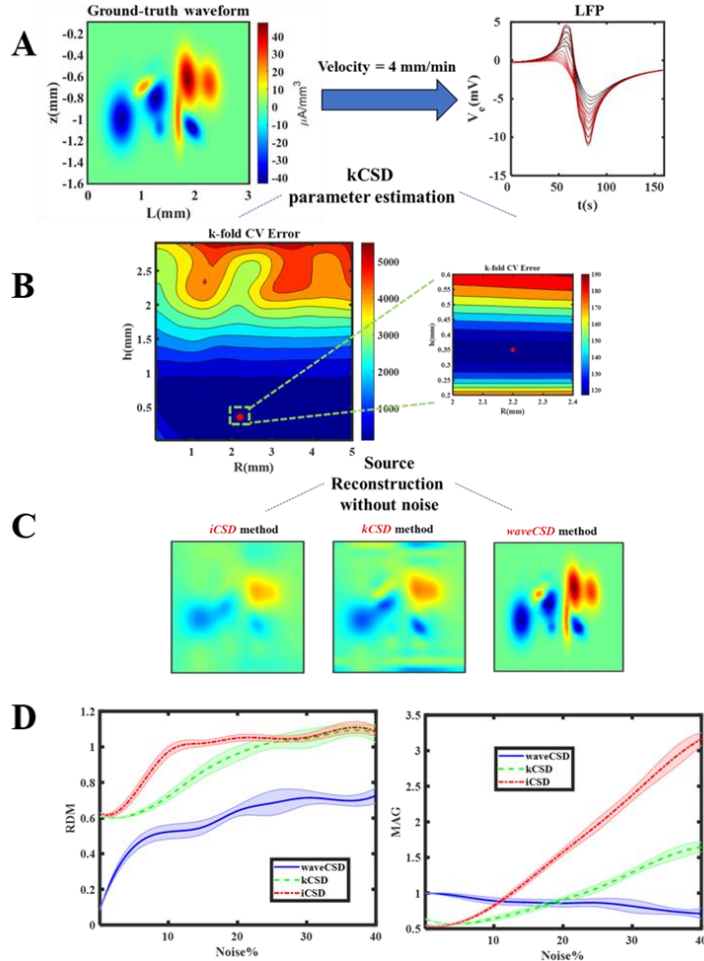 A
Ground-truth waveform
z(mm)
-0.4
-0.6
-0.8
-1
-1.2
-1.4
-1.6
0
1
2
3
L(mm)
40
30
20
10
0
-10
-20
-30
-40
μA/mm³
Velocity = 4 mm/min
LFP
Ve(mV)
5
0
-5
-10
-15
0
50
100
150
t(s)
kCSD
parameter estimation
B
k-fold CV Error
h(mm)
2.5
2
1.5
1
0.5
1
2
3
4
5
R(mm)
5000
4000
3000
2000
1000
k-fold CV Error
h(mm)
0.6
0.55
0.5
0.45
0.4
0.35
0.3
0.25
0.2
2
2.1
2.2
2.3
2.4
R(mm)
190
180
170
160
150
140
130
120
Source
Reconstruction
without noise
C
iCSD method
kCSD method
waveCSD method
D
RDM
1.2
1
0.8
0.6
0.4
0.2
0
10
20
30
40
Noise%
waveCSD
kCSD
iCSD
MAG
3.5
3
2.5
2
1.5
1
0.5
0
10
20
30
40
Noise%
waveCSD
kCSD
iCSD